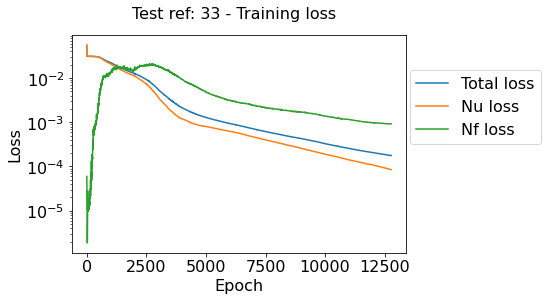 Test ref: 33 - Training loss
Loss
10⁻²
10⁻³
10⁻⁴
10⁻⁵
0 2500 5000 7500 10000 12500
Epoch
Total loss
Nu loss
Nf loss